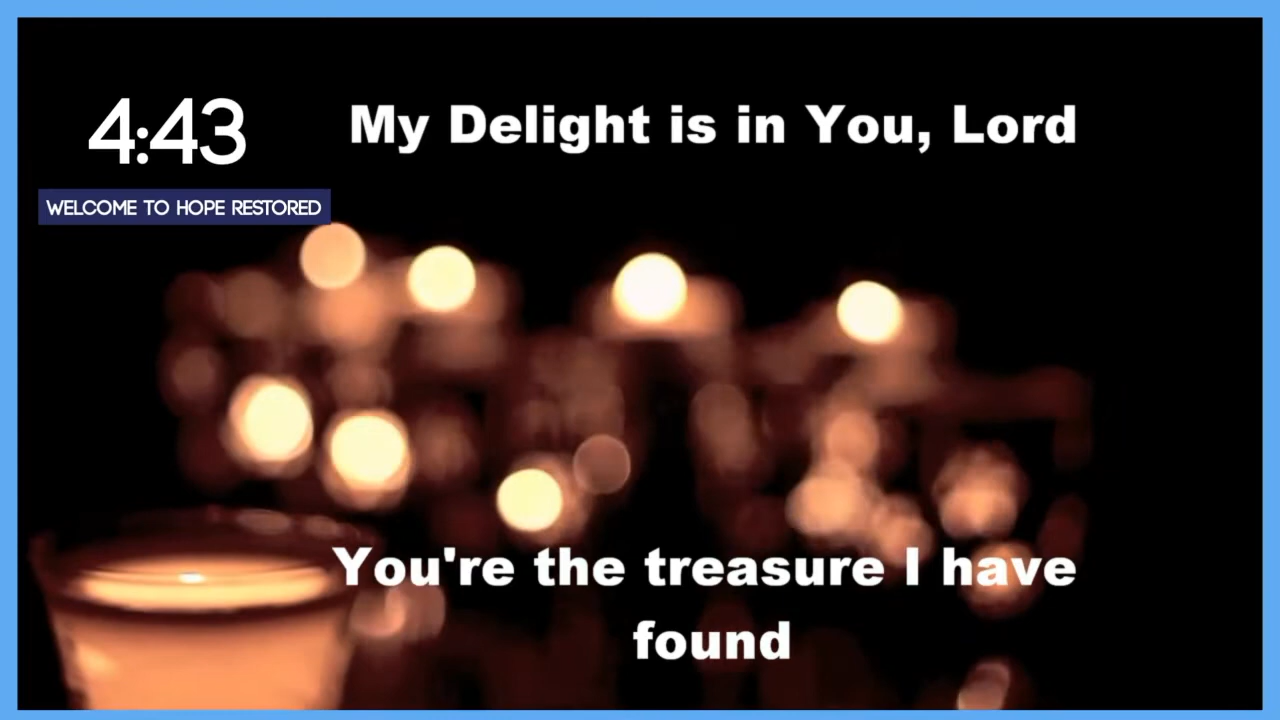 4:43
My Delight is in You, Lord
WELCOME TO HOPE RESTORED
You're the treasure I have
found